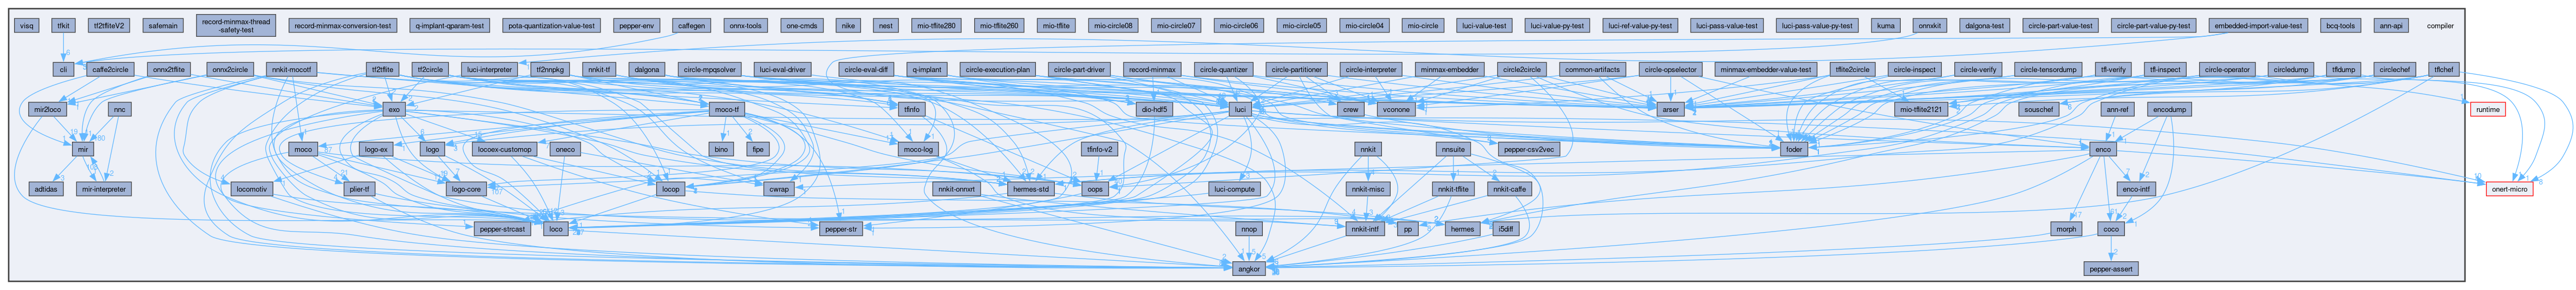 visq
tfkit
tfl2tfliteV2
safemain
record-minmax-thread
-safety-test
record-minmax-conversion-test
q-implant-qparam-test
pota-quantization-value-test
pepper-env
caffegen
onnx-tools
one-cmds
nike
nest
mio-tflite280
mio-tflite260
mio-tflite
mio-circle08
mio-circle07
mio-circle06
mio-circle05
mio-circle04
mio-circle
luci-value-test
luci-value-py-test
luci-ref-value-py-test
luci-pass-value-test
luci-pass-value-py-test
kuma
onnxkit
dalgona-test
circle-part-value-test
circle-part-value-py-test
embedded-import-value-test
bcq-tools
ann-api
compiler
cli
caffe2circle
onnx2tflite
onnx2circle
nnkit-mocotf
tf2tflite
tf2circle
luci-interpreter
tf2nnpkg
nnkit-tf
dalgona
circle-mpqsolver
luci-eval-driver
circle-eval-diff
q-implant
circle-execution-plan
circle-part-driver
record-minmax
circle-quantizer
circle-partitioner
circle-interpreter
minmax-embedder
circle2circle
common-artifacts
circle-opselector
minmax-embedder-value-test
tflite2circle
circle-inspect
circle-verify
circle-tensordump
tfl-verify
tfl-inspect
circle-operator
circledump
tfldump
circlechef
tflchef
mir2loco
nnc
exo
moco-tf
tfinfo
dio-hdf5
luci
crew
vconone
arser
mio-tflite2121
souschef
ann-ref
encodump
runtime
mir
moco
logo-ex
logo
locoex-customop
oneco
bino
fipe
moco-log
tfinfo-v2
nnkit
nnsuite
pepper-csv2vec
foder
enco
adtidas
mir-interpreter
locomotiv
plier-tf
logo-core
locop
cwrap
nnkit-onnxrt
hermes-std
oops
luci-compute
nnkit-misc
nnkit-tflite
nnkit-caffe
enco-intf
onert-micro
pepper-strcast
loco
pepper-str
nnop
nnkit-intf
pp
hermes
i5diff
morph
coco
angkor
pepper-assert